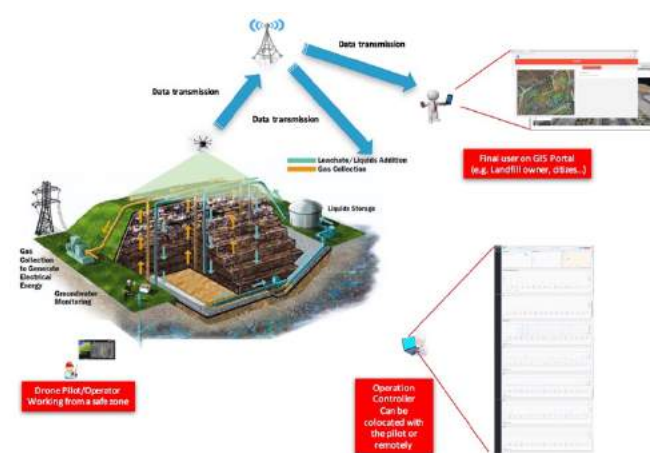 Data transmission
Data transmission
Data transmission
Leachate/Liquids Addition
Gas Collection
Liquids Storage
Gas
Collection
to Generate
Electrical
Energy
Groundwater
Monitoring
Final user on GIS Portal
(e.g. Landfill owner, citizes...)
Drone Pilot/Operator
Working from a safe zone
Operation
Controller
Can be
colocated with
the pilot or
remotely